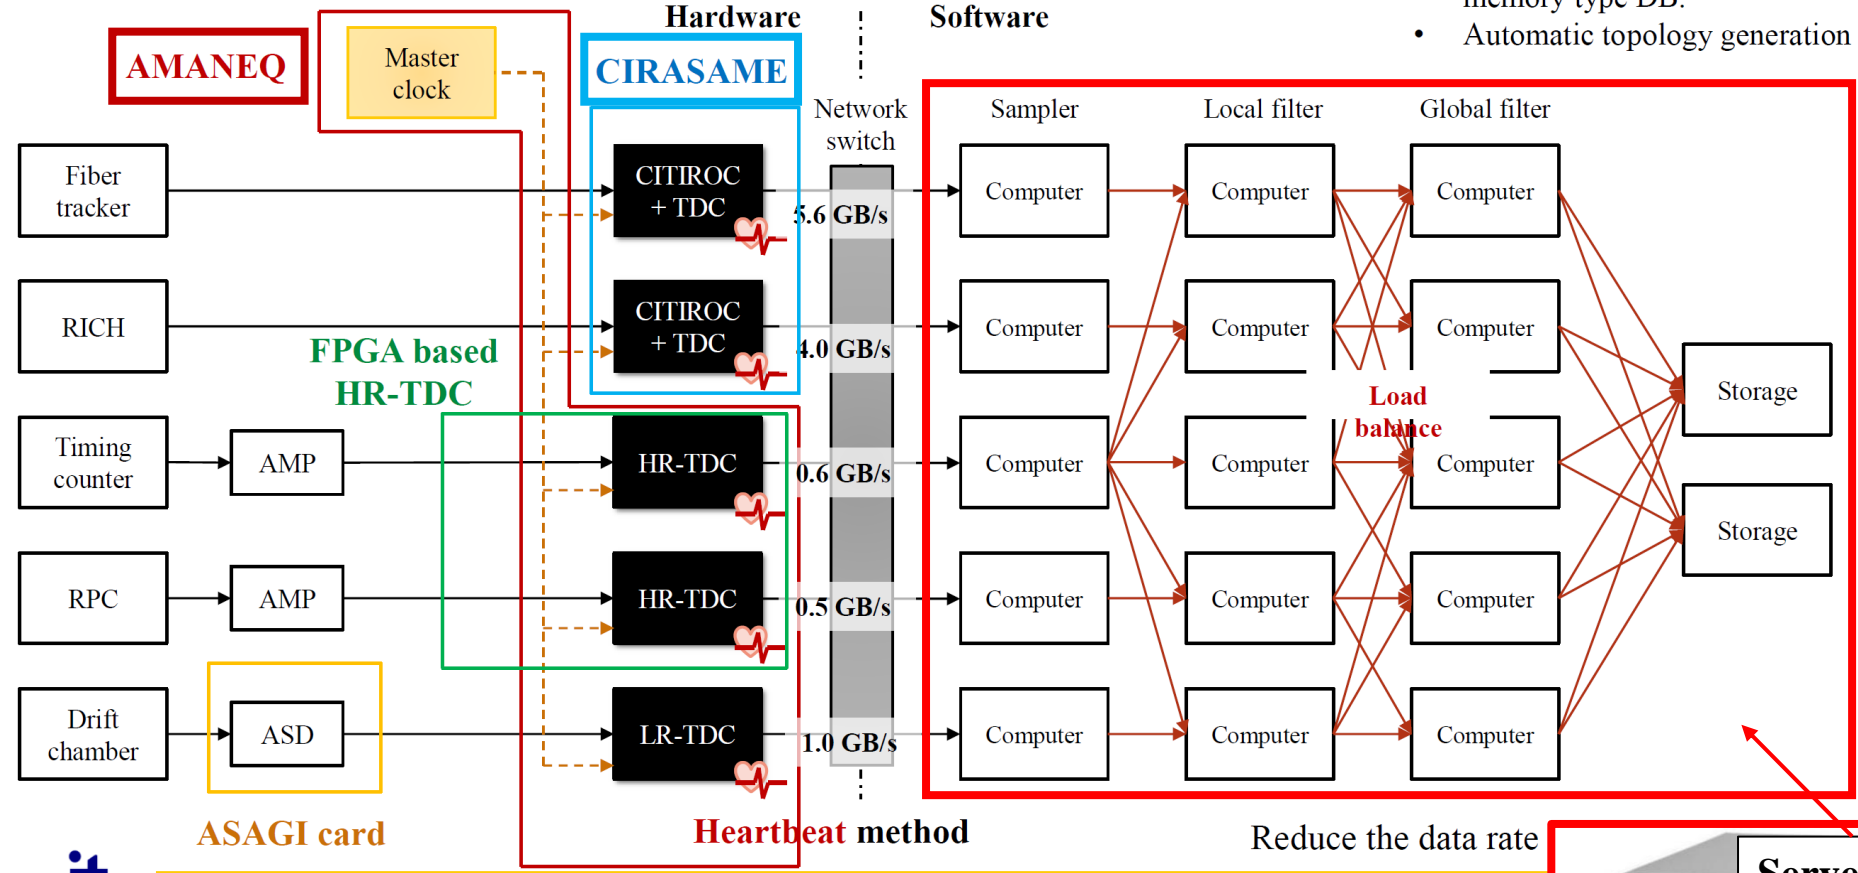 Hardware
Software
memory type DB.
• Automatic topology generation
AMANEQ
Master
clock
CIRASAME
Network
switch
Sampler
Local filter
Global filter
Fiber
tracker
CITIROC
+ TDC
5.6 GB/s
Computer
Computer
Computer
RICH
CITIROC
+ TDC
4.0 GB/s
Computer
Computer
Computer
FPGA based
HR-TDC
Load
balance
Storage
Timing
counter
AMP
HR-TDC
0.6 GB/s
Computer
Computer
Computer
Storage
RPC
AMP
HR-TDC
0.5 GB/s
Computer
Computer
Computer
Drift
chamber
ASD
LR-TDC
1.0 GB/s
Computer
Computer
Computer
ASAGI card
Heartbeat method
Reduce the data rate